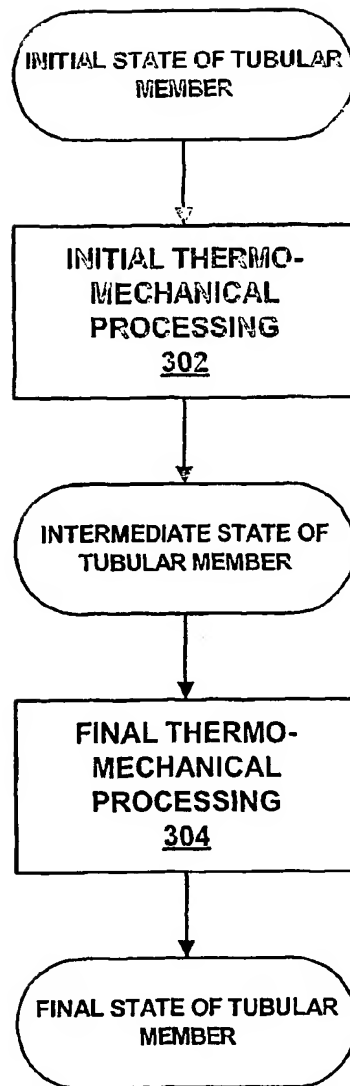 INITIAL STATE OF TUBULAR
MEMBER
INITIAL THERMO-
MECHANICAL
PROCESSING
302
INTERMEDIATE STATE OF
TUBULAR MEMBER
FINAL THERMO-
MECHANICAL
PROCESSING
304
FINAL STATE OF TUBULAR
MEMBER